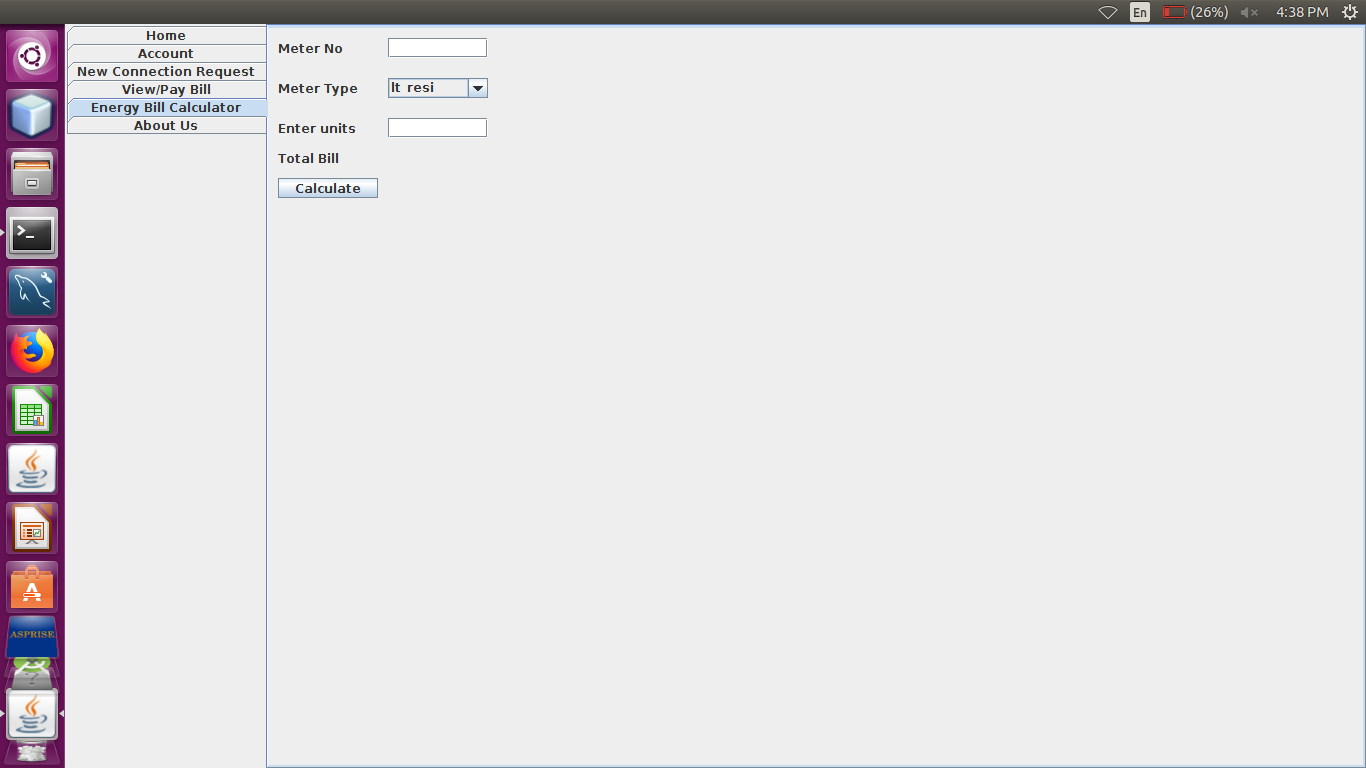 En (26%) 4:38 PM
Home
Account
New Connection Request
View/Pay Bill
Energy Bill Calculator
About Us
Meter No
Meter Type lt resi
Enter units
Total Bill
Calculate
>_
A
ASPRISE
?